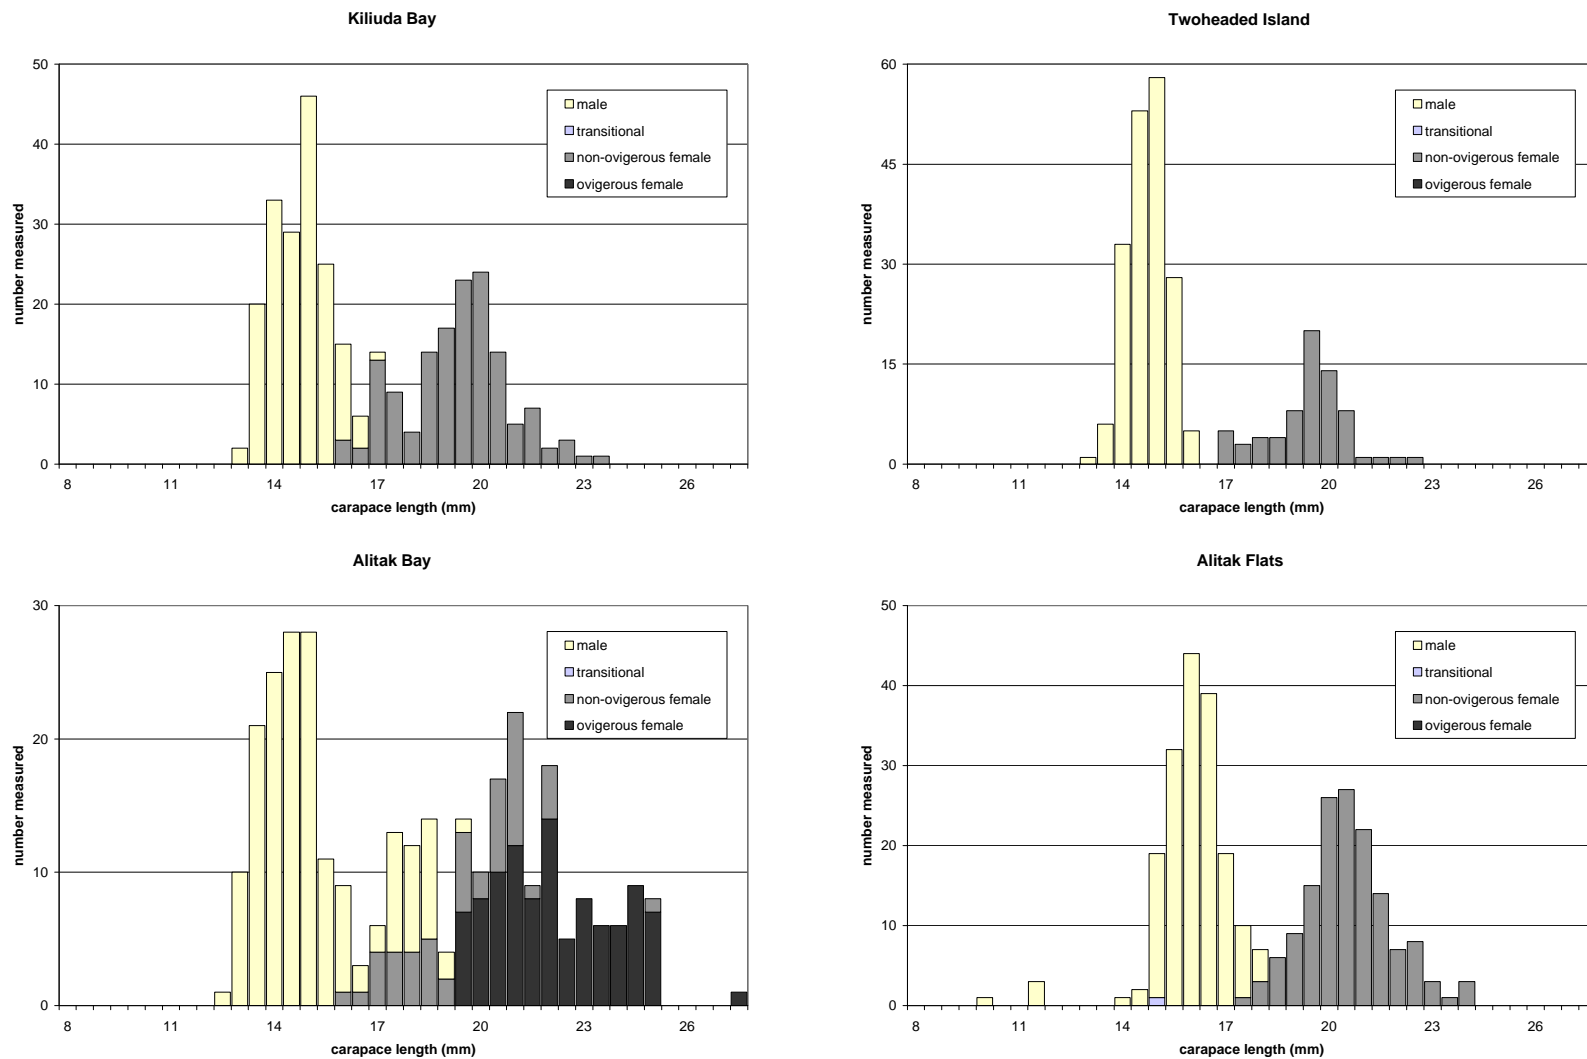 Kiliuda Bay
50
40
30
20
10
0
number measured
male
transitional
non-ovigerous female
ovigerous female
8 11 14 17 20 23 26
carapace length (mm)
Twoheaded Island
60
45
30
15
0
number measured
male
transitional
non-ovigerous female
ovigerous female
8 11 14 17 20 23 26
carapace length (mm)
Alitak Bay
30
20
10
0
number measured
male
transitional
non-ovigerous female
ovigerous female
8 11 14 17 20 23 26
carapace length (mm)
Alitak Flats
50
40
30
20
10
0
number measured
male
transitional
non-ovigerous female
ovigerous female
8 11 14 17 20 23 26
carapace length (mm)